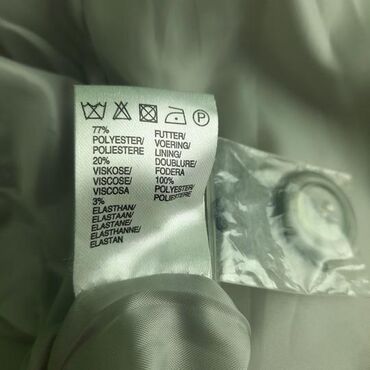 P
77%
POLYESTER/
POLIESTERE
20%
VISKOSE/
VISCOSE/
VISCOSA
3%
ELASTHAN/
ELASTAAN/
ELASTANE/
ELASTHANNE/
ELASTAN
FUTTER/
VOERING/
LINING/
DOUBLURE/
FODERA
100%
POLYESTER/
POLIESTERE